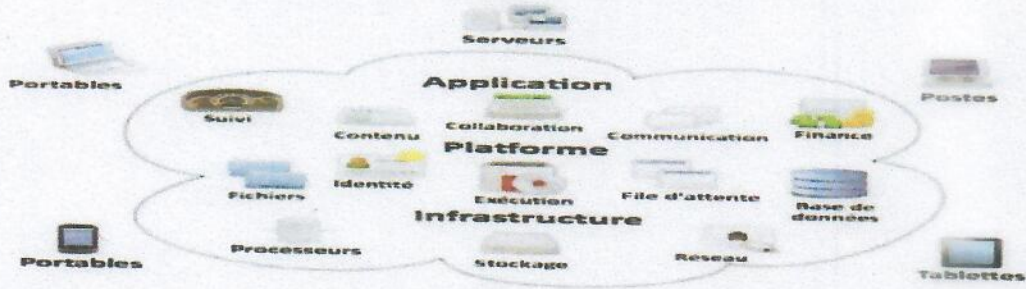 Serveurs
Portables
Postes
Application
Suivi
Contenu
Collaboration
Communication
Finance
Platforme
Fichiers
Identité
Exécution
File d'attente
Base de
données
Infrastructure
Processeurs
Stockage
Réseau
Portables
Tablettes